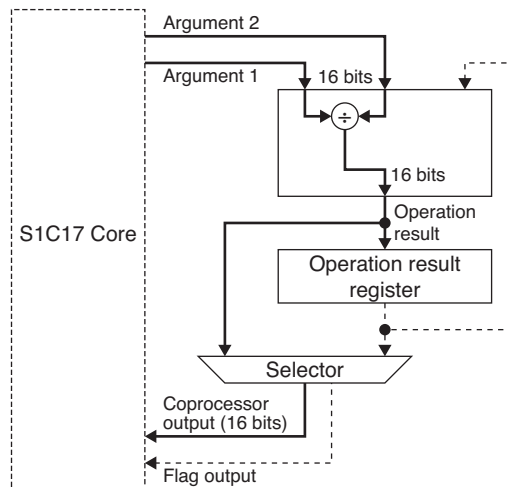 Argument 2
Argument 1
16 bits
÷
16 bits
S1C17 Core
Operation
result
Operation result
register
Selector
Coprocessor
output (16 bits)
Flag output